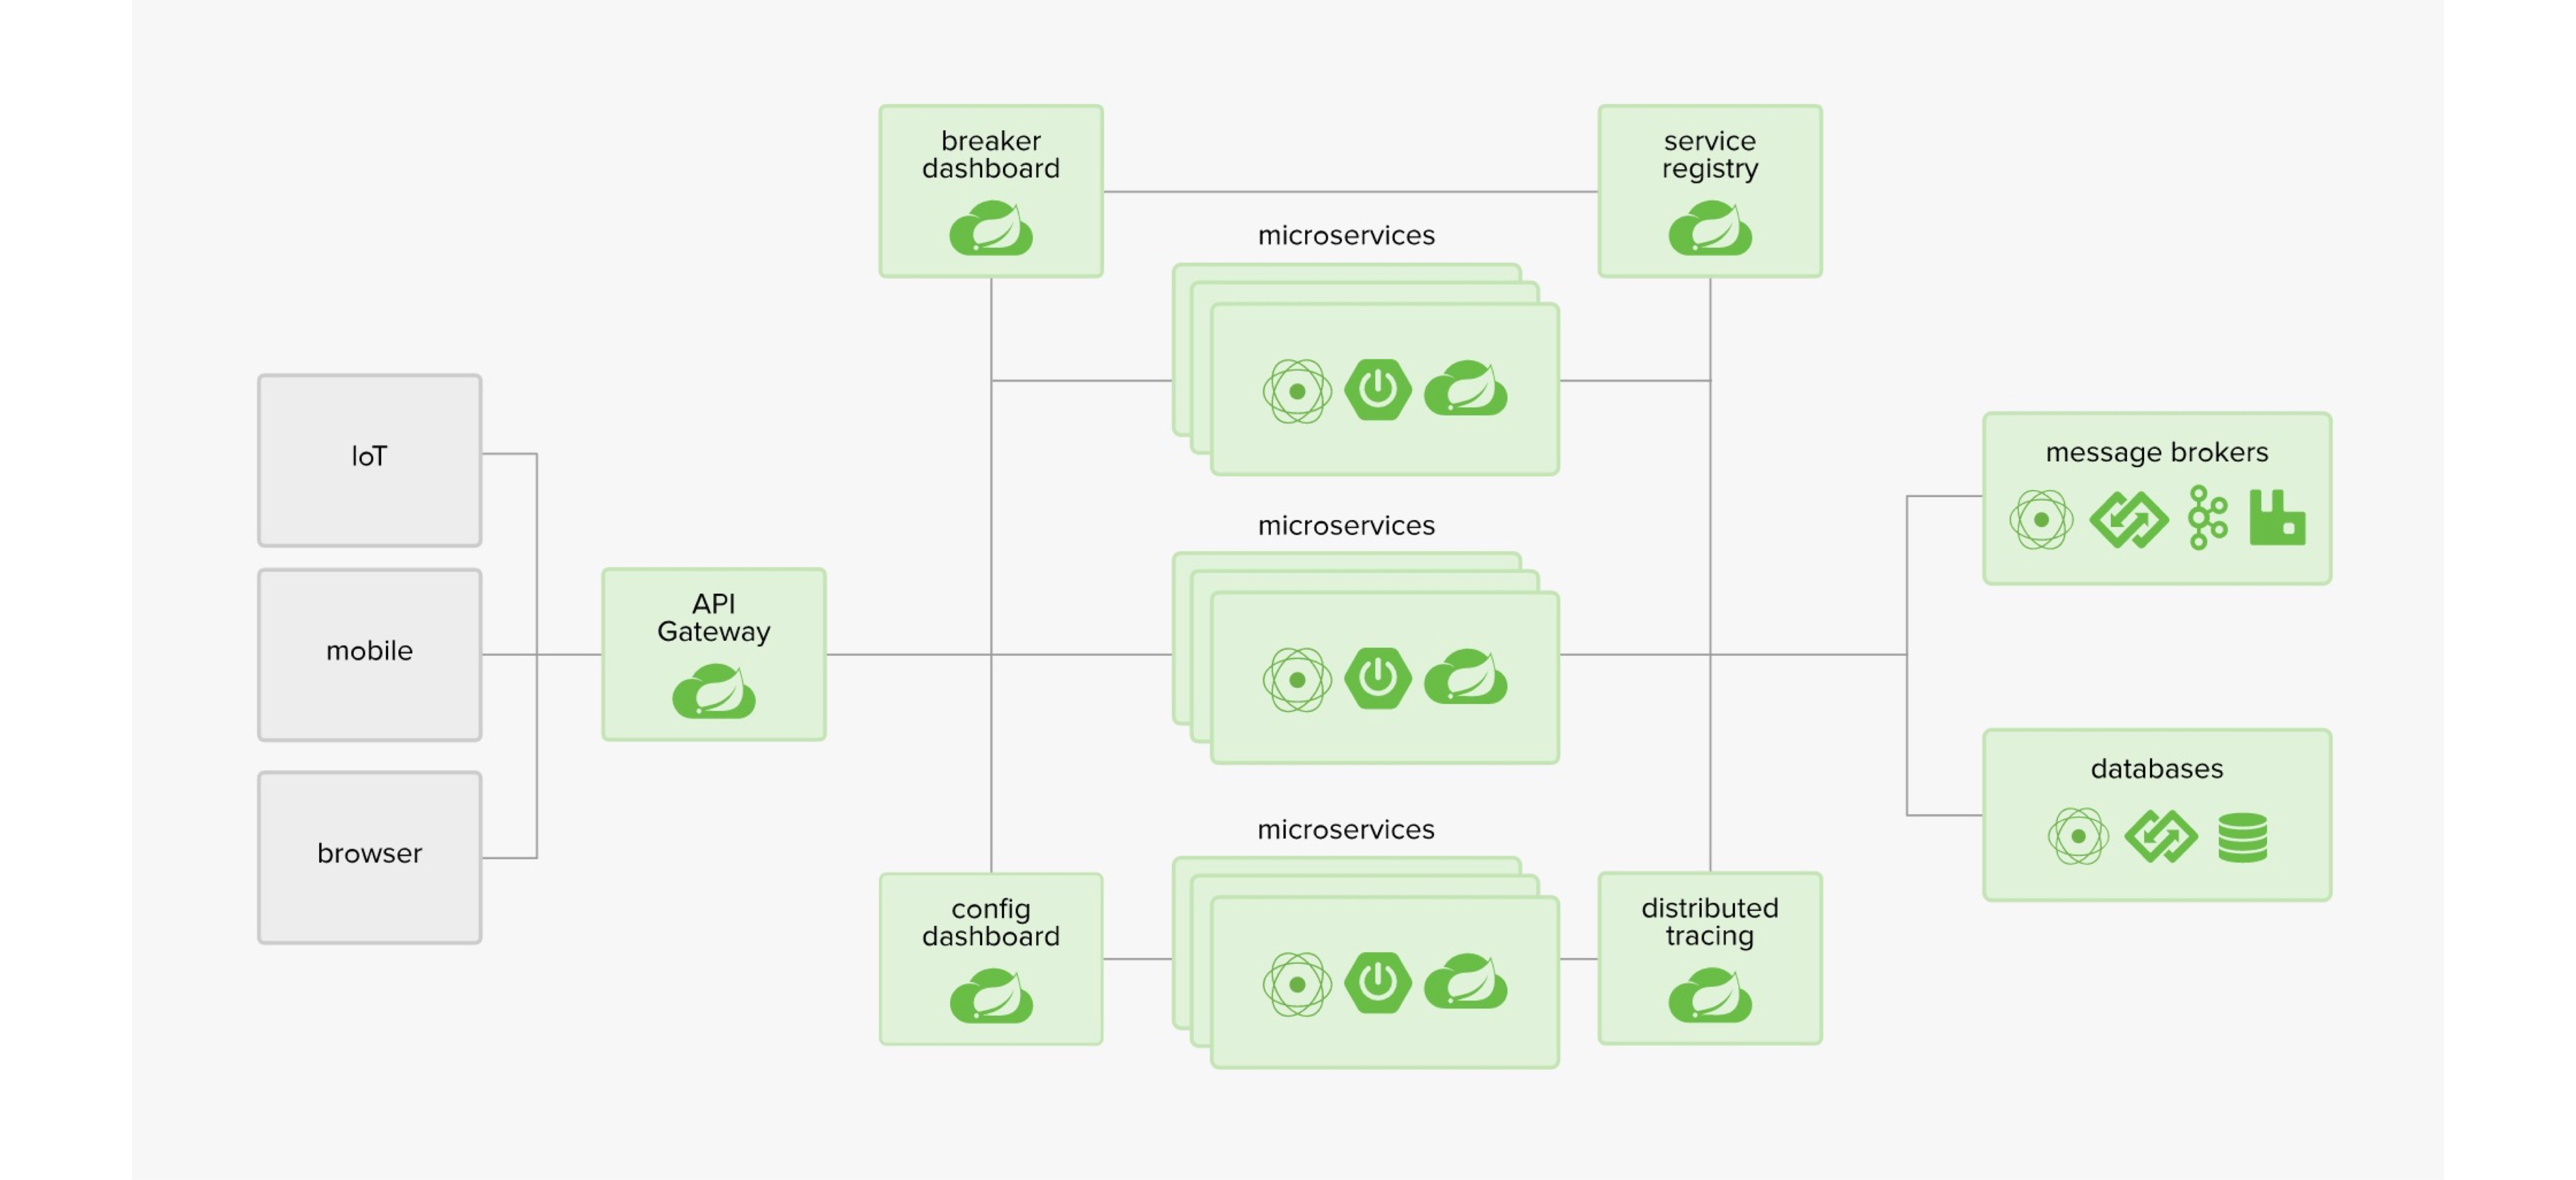 breaker
dashboard
service
registry
microservices
IoT
mobile
browser
API
Gateway
microservices
message brokers
databases
microservices
config
dashboard
distributed
tracing